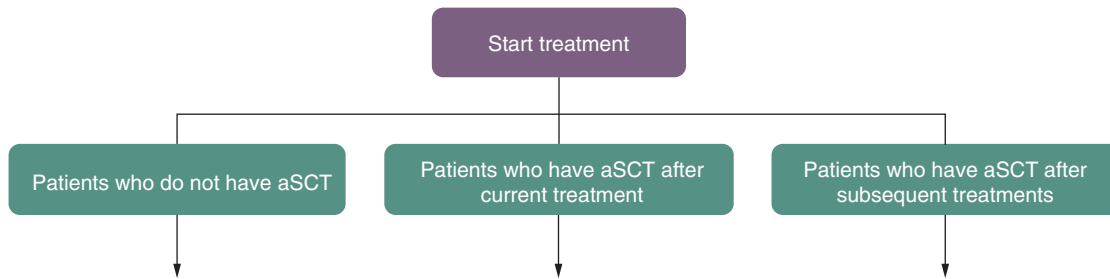 Start treatment
Patients who do not have aSCT
Patients who have aSCT after
current treatment
Patients who have aSCT after
subsequent treatments